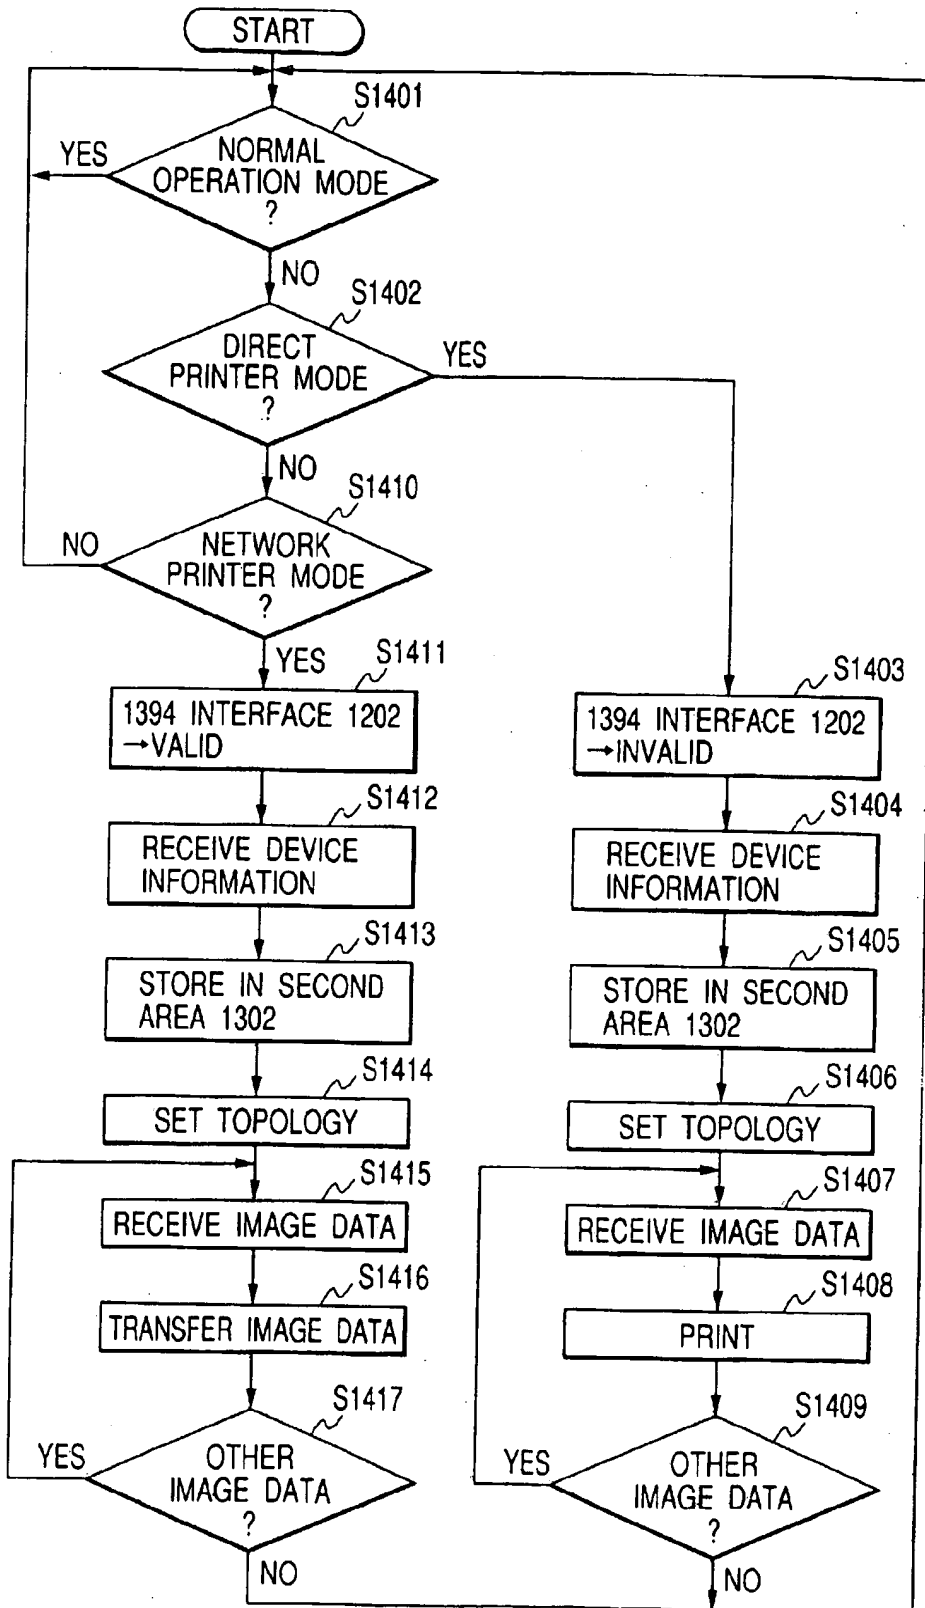 START
S1401
YES
NORMAL
OPERATION MODE
?
NO
S1402
DIRECT
PRINTER MODE
?
YES
NO
S1410
NO
NETWORK
PRINTER MODE
?
YES
S1411
1394 INTERFACE 1202
→VALID
S1403
1394 INTERFACE 1202
→INVALID
S1412
RECEIVE DEVICE
INFORMATION
S1404
RECEIVE DEVICE
INFORMATION
S1413
STORE IN SECOND
AREA 1302
S1405
STORE IN SECOND
AREA 1302
S1414
SET TOPOLOGY
S1406
SET TOPOLOGY
S1415
RECEIVE IMAGE DATA
S1407
RECEIVE IMAGE DATA
S1416
TRANSFER IMAGE DATA
S1408
PRINT
S1417
YES
OTHER
IMAGE DATA
?
NO
S1409
YES
OTHER
IMAGE DATA
?
NO